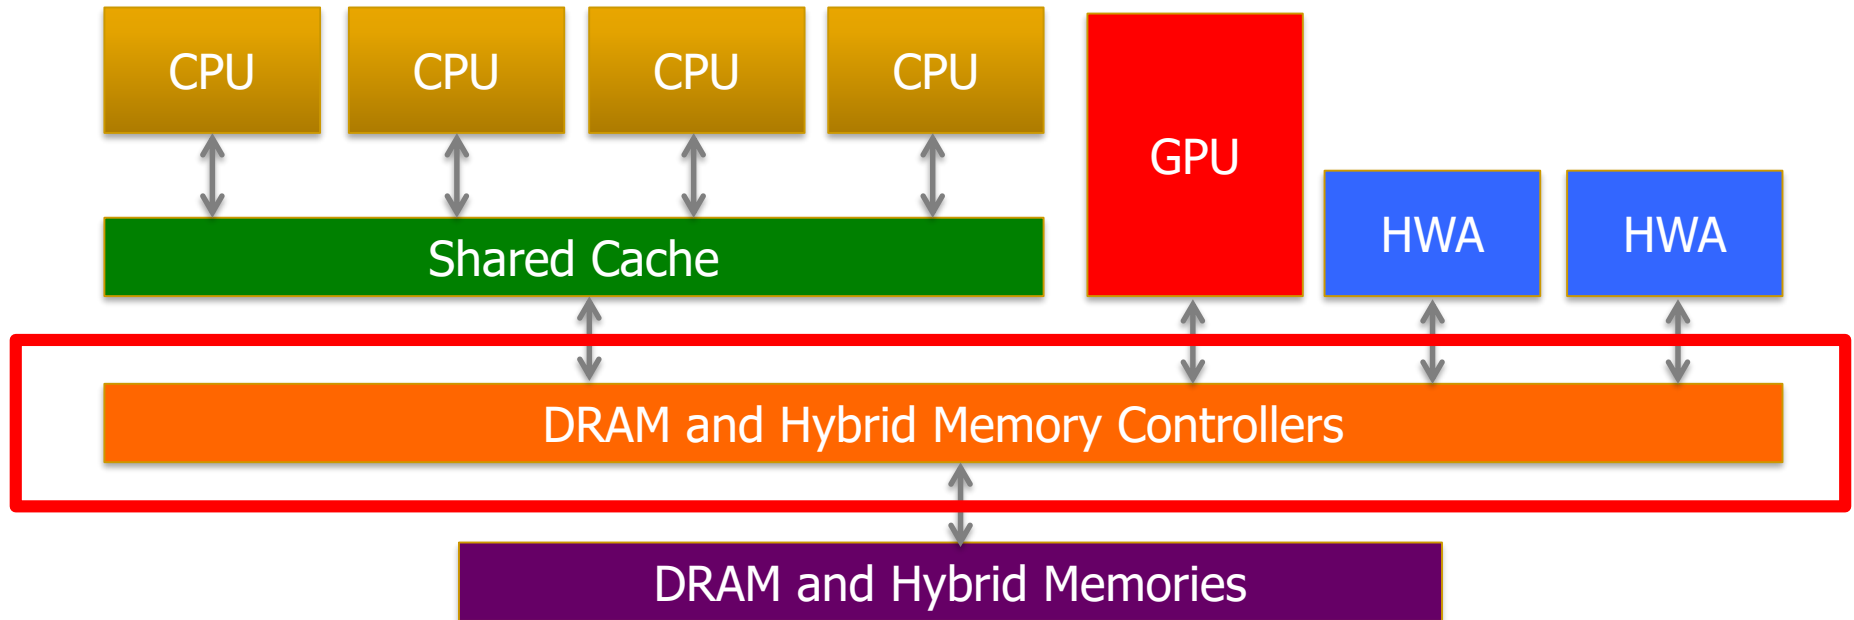 CPU
CPU
CPU
CPU
GPU
HWA
HWA
Shared Cache
DRAM and Hybrid Memory Controllers
DRAM and Hybrid Memories